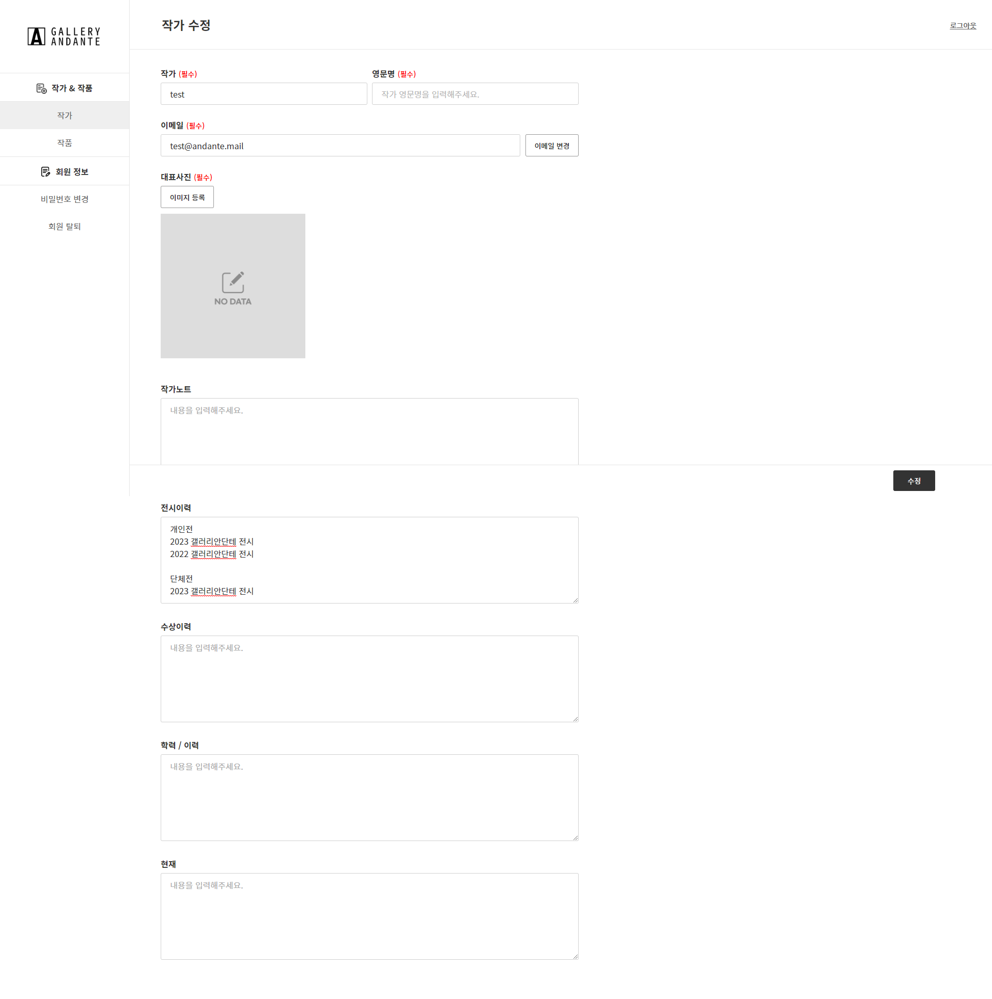 GALLERY
ANDANTE
작가 & 작품
작가
작품
회원 정보
비밀번호 변경
회원 탈퇴
작가 수정
로그아웃
작가 (필수)
영문명 (필수)
test
작가 영문명을 입력해주세요.
이메일 (필수)
test@andante.mail
이메일 변경
대표사진 (필수)
이미지 등록
NO DATA
작가노트
내용을 입력해주세요.
수정
전시이력
개인전
2023 갤러리안단테 전시
2022 갤러리안단테 전시
단체전
2023 갤러리안단테 전시
수상이력
내용을 입력해주세요.
학력 / 이력
내용을 입력해주세요.
현재
내용을 입력해주세요.